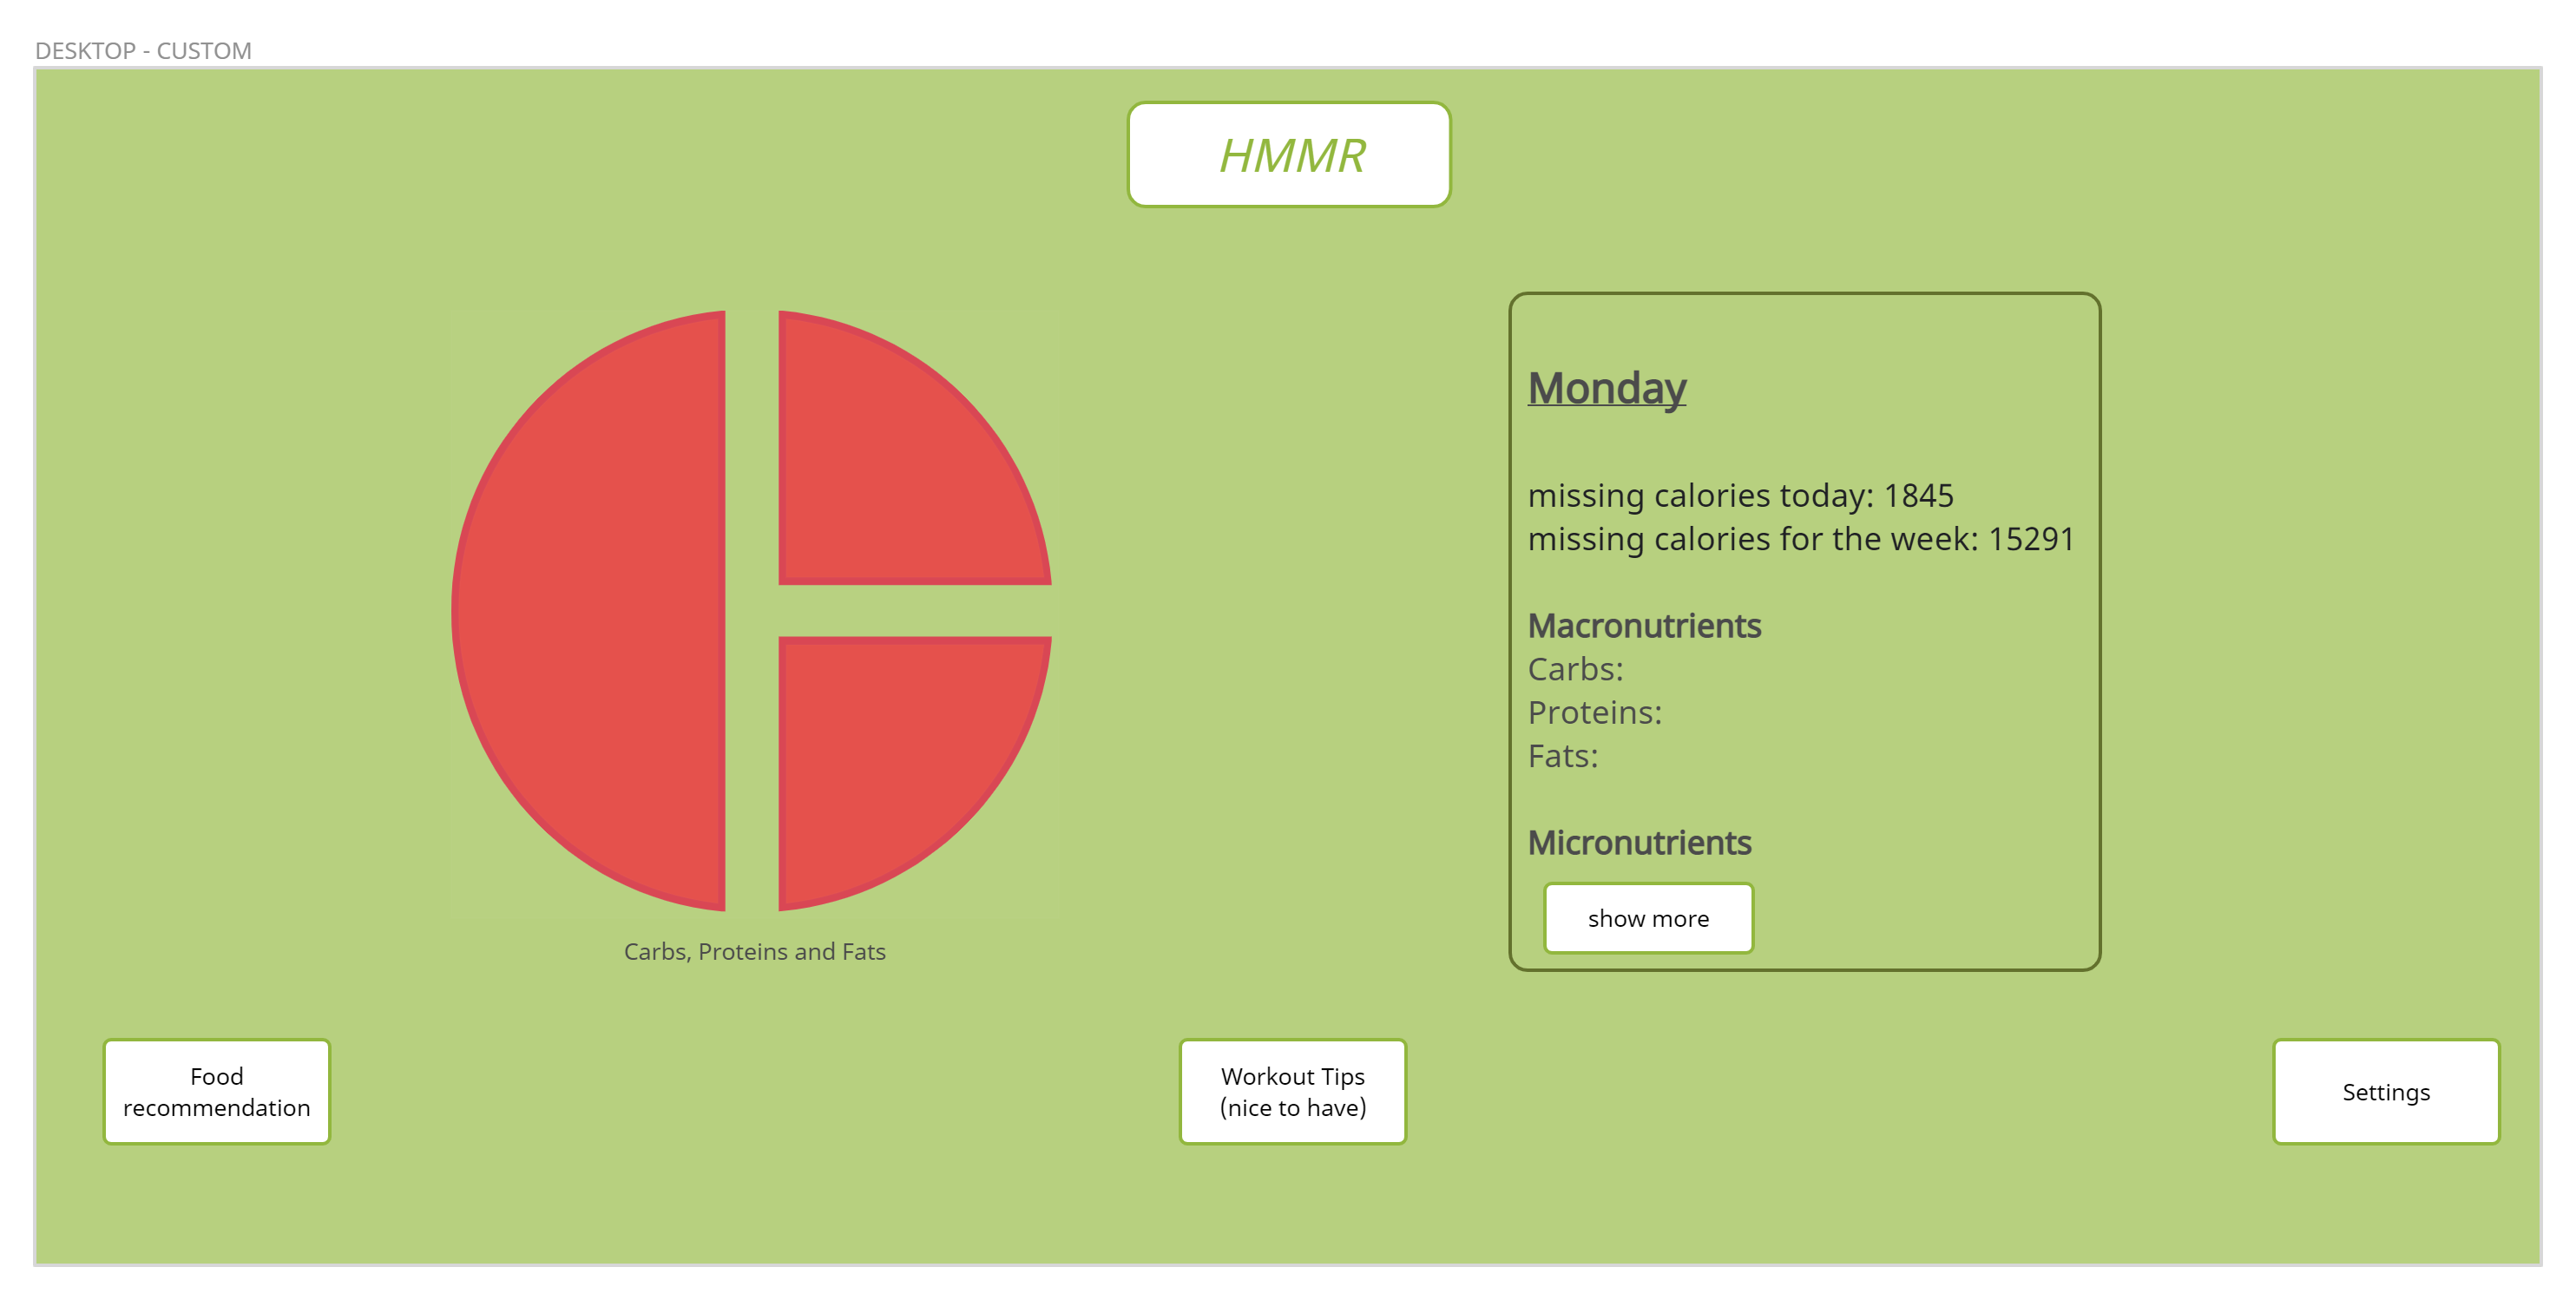 DESKTOP - CUSTOM
HMMR
Monday
missing calories today: 1845
missing calories for the week: 15291
Macronutrients
Carbs:
Proteins:
Fats:
Micronutrients
show more
Carbs, Proteins and Fats
Food
recommendation
Workout Tips
(nice to have)
Settings